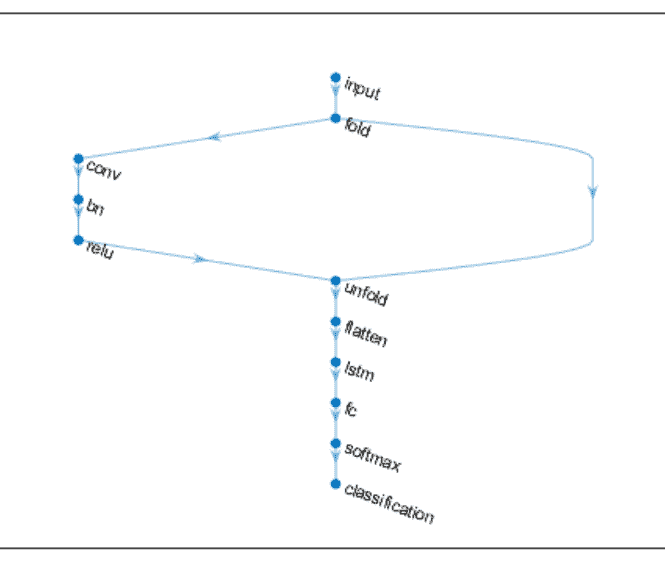 input
fold
conv
bn
relu
unfold
flatten
lstm
fc
softmax
classification